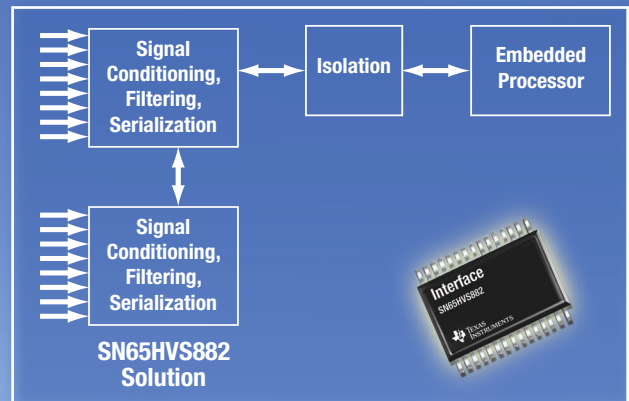 Signal
Conditioning,
Filtering,
Serialization
Isolation
Embedded
Processor
Signal
Conditioning,
Filtering,
Serialization
SN65HVS882
Solution
Interface
SN65HVS882
TEXAS
INSTRUMENTS